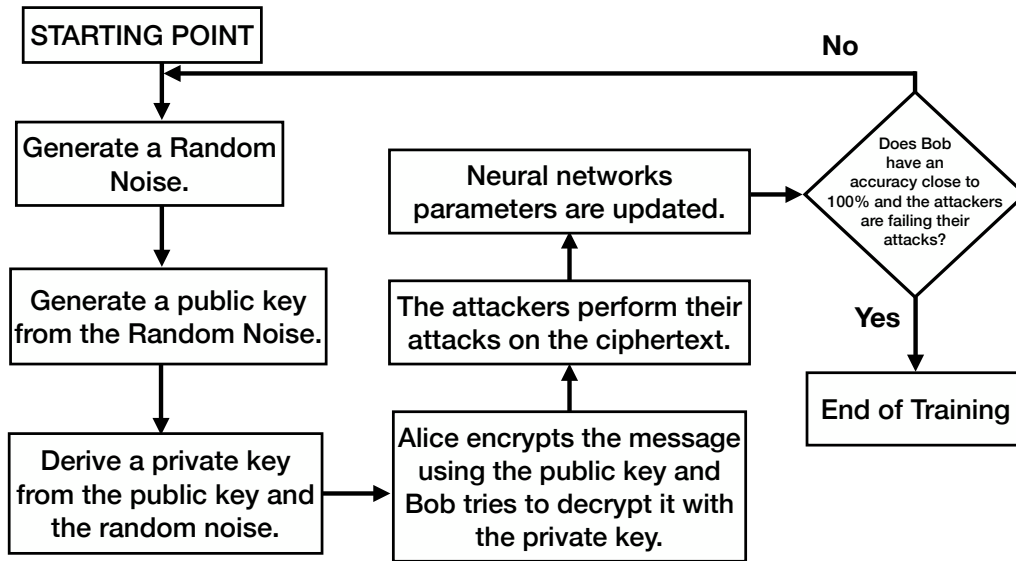 STARTING POINT
Generate a Random
Noise.
Generate a public key
from the Random Noise.
Derive a private key
from the public key and
the random noise.
Alice encrypts the message
using the public key and
Bob tries to decrypt it with
the private key.
The attackers perform their
attacks on the ciphertext.
Neural networks
parameters are updated.
Does Bob
have an
accuracy close to
100% and the attackers
are failing their
attacks?
No
Yes
End of Training